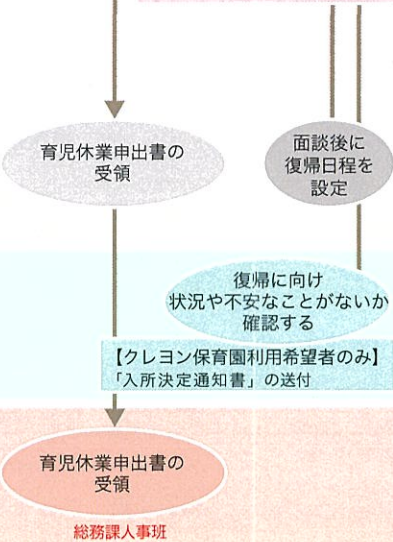 育児休業申出書の
受領
面談後に
復帰日程を
設定
復帰に向け
状況や不安なことがないか
確認する
【クレヨン保育園利用希望者のみ】
「入所決定通知書」の送付
育児休業申出書の
受領
総務課人事班